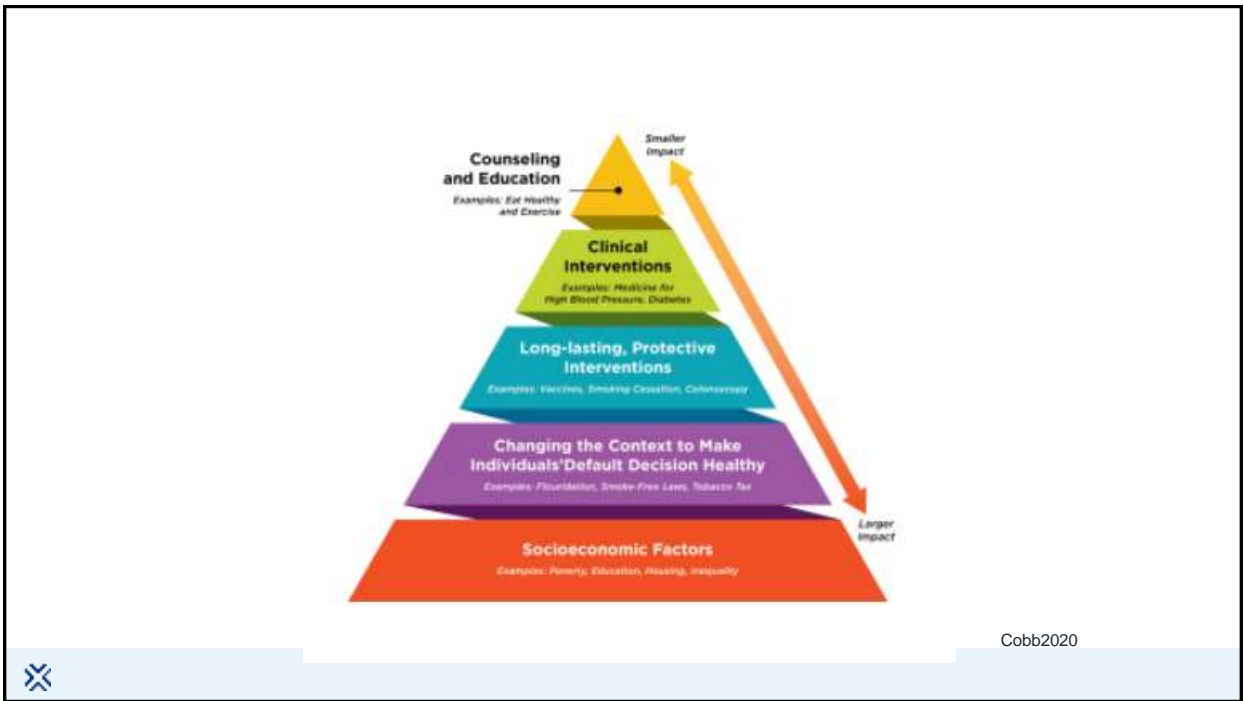 Smaller
Impact
Counseling
and Education
Examples: Eat Healthy
and Exercise
Clinical
Interventions
Examples: Medicine for
High Blood Pressure, Diabetes
Long-lasting, Protective
Interventions
Examples: Vaccines, Smoking Cessation, Colonoscopy
Changing the Context to Make
Individuals'Default Decision Healthy
Examples: Flouridation, Smoke-Free Laws, Tobacco Tax
Larger
Impact
Socioeconomic Factors
Examples: Poverty, Education, Housing, Inequality
Cobb2020